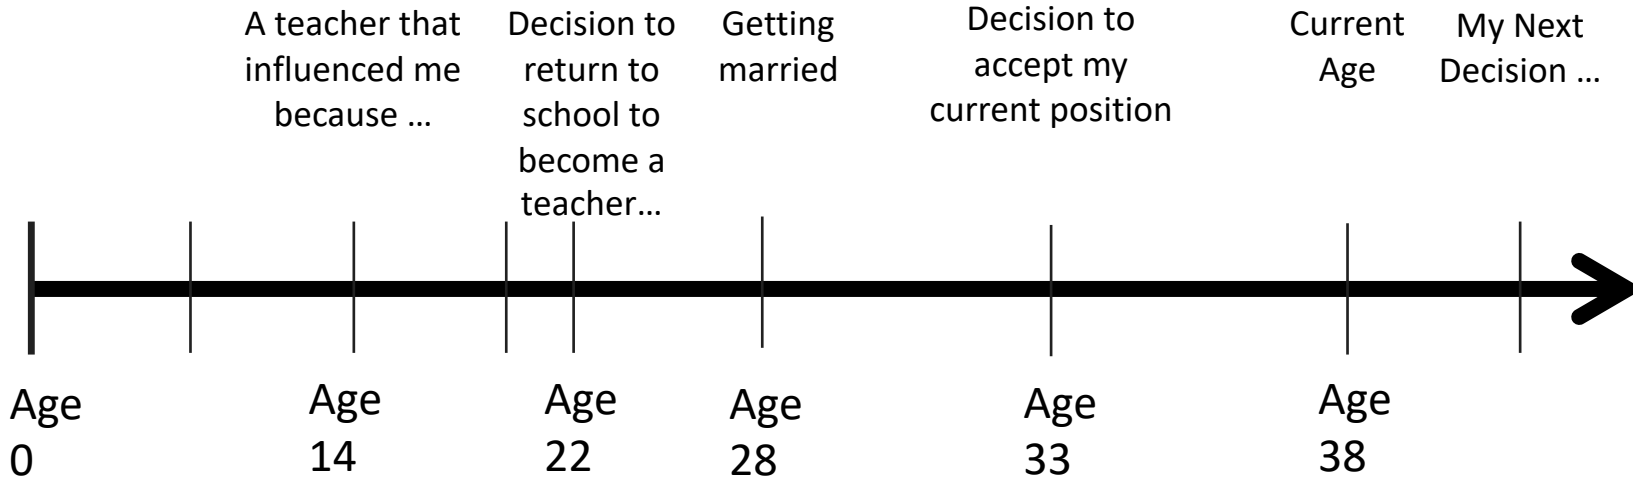 A teacher that
influenced me
because …
Decision to
return to
school to
become a
teacher…
Getting
married
Decision to
accept my
current position
Current
Age
My Next
Decision …
Age
0
Age
14
Age
22
Age
28
Age
33
Age
38